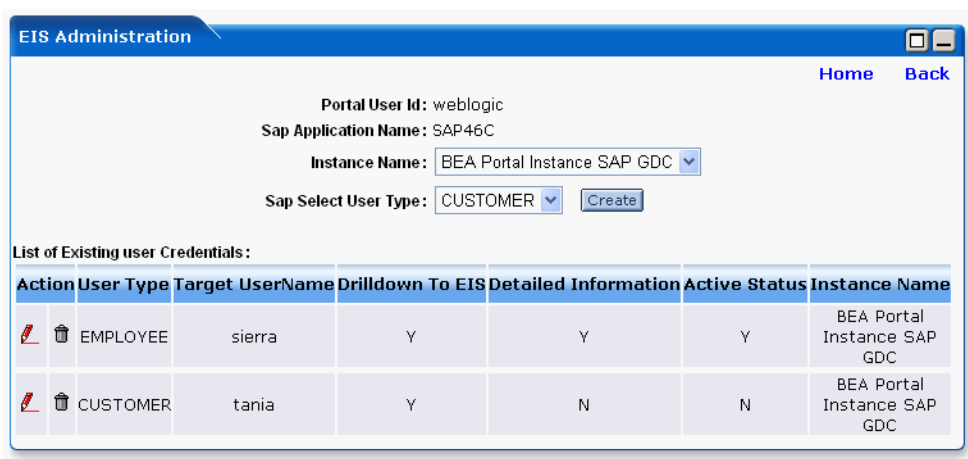 EIS Administration
Home Back
Portal User Id: weblogic
Sap Application Name: SAP46C
Instance Name: BEA Portal Instance SAP GDC
Sap Select User Type: CUSTOMER Create
List of Existing user Credentials:
Action User Type Target UserName Drilldown To EIS Detailed Information Active Status Instance Name
EMPLOYEE sierra Y Y Y BEA Portal
Instance SAP
GDC
CUSTOMER tania Y N N BEA Portal
Instance SAP
GDC